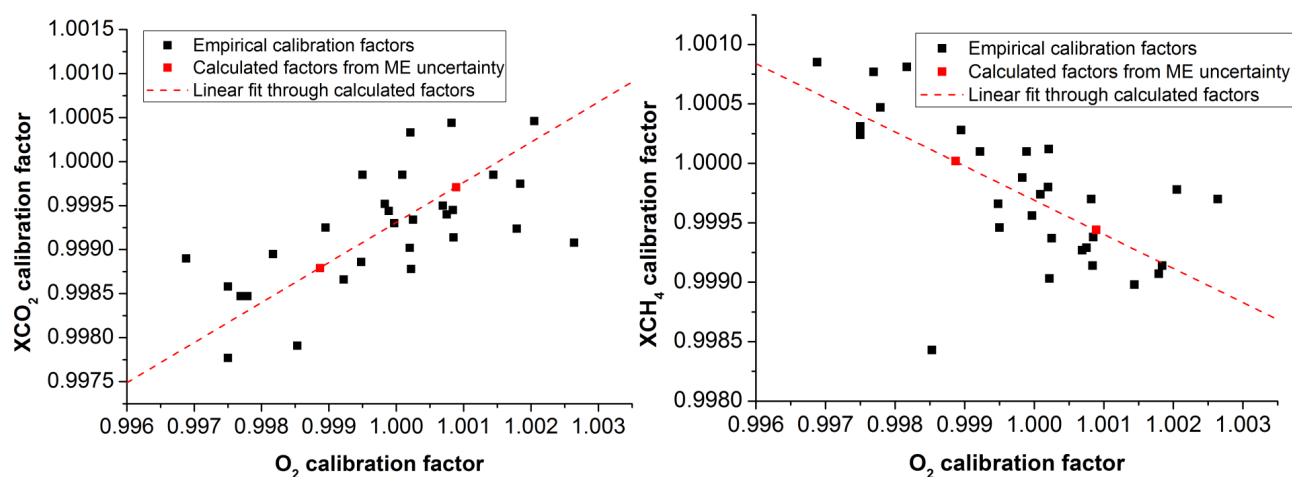 1.0015
1.0010
1.0005
1.0000
0.9995
0.9990
0.9985
0.9980
0.9975
XCO₂ calibration factor
Empirical calibration factors
Calculated factors from ME uncertainty
Linear fit through calculated factors
0.996 0.997 0.998 0.999 1.000 1.001 1.002 1.003
O₂ calibration factor
1.0010
1.0005
1.0000
0.9995
0.9990
0.9985
0.9980
XCH₄ calibration factor
Empirical calibration factors
Calculated factors from ME uncertainty
Linear fit through calculated factors
0.996 0.997 0.998 0.999 1.000 1.001 1.002 1.003
O₂ calibration factor